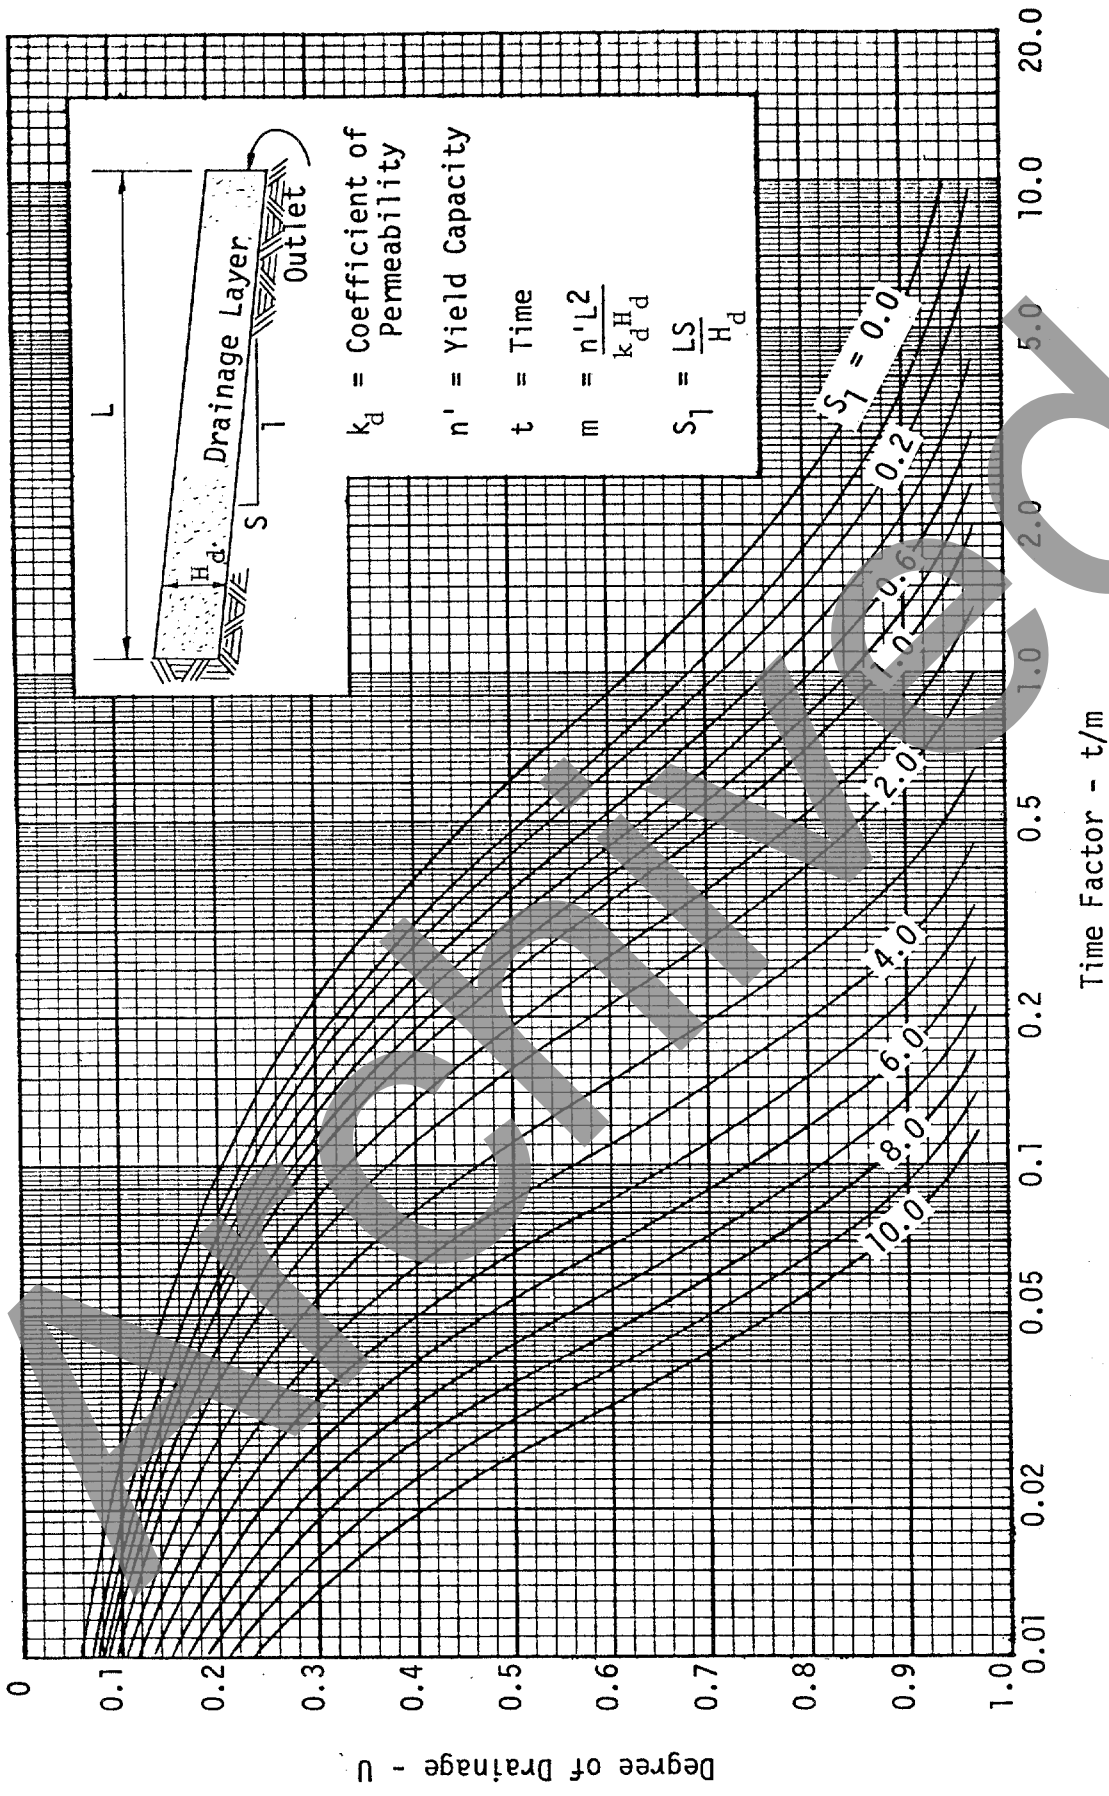 L
H d.
Drainage Layer
S
1
Outlet
k d = Coefficient of
Permeability
n' = Yield Capacity
t = Time
m = n'L2
k d H d
S 1 = LS
H d
S 1 = 0.0
0.2
0.6
1.0
2.0
4.0
6.0
8.0
10.0
0
0.1
0.2
0.3
0.4
0.5
0.6
0.7
0.8
0.9
1.0
Degree of Drainage - U
0.01
0.02
0.05
0.1
0.2
0.5
1.0
2.0
5.0
10.0
20.0
Time Factor - t/m
Archived